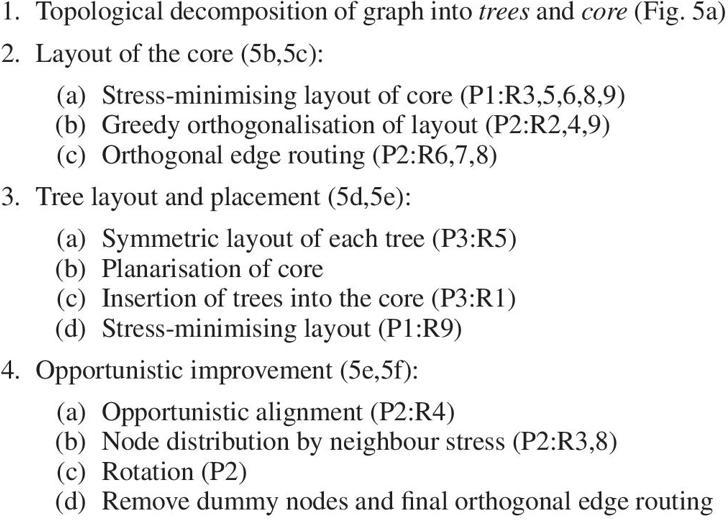 1. Topological decomposition of graph into trees and core (Fig. 5a)
2. Layout of the core (5b,5c):
(a) Stress-minimising layout of core (P1:R3,5,6,8,9)
(b) Greedy orthogonalisation of layout (P2:R2,4,9)
(c) Orthogonal edge routing (P2:R6,7,8)
3. Tree layout and placement (5d,5e):
(a) Symmetric layout of each tree (P3:R5)
(b) Planarisation of core
(c) Insertion of trees into the core (P3:R1)
(d) Stress-minimising layout (P1:R9)
4. Opportunistic improvement (5e,5f):
(a) Opportunistic alignment (P2:R4)
(b) Node distribution by neighbour stress (P2:R3,8)
(c) Rotation (P2)
(d) Remove dummy nodes and final orthogonal edge routing